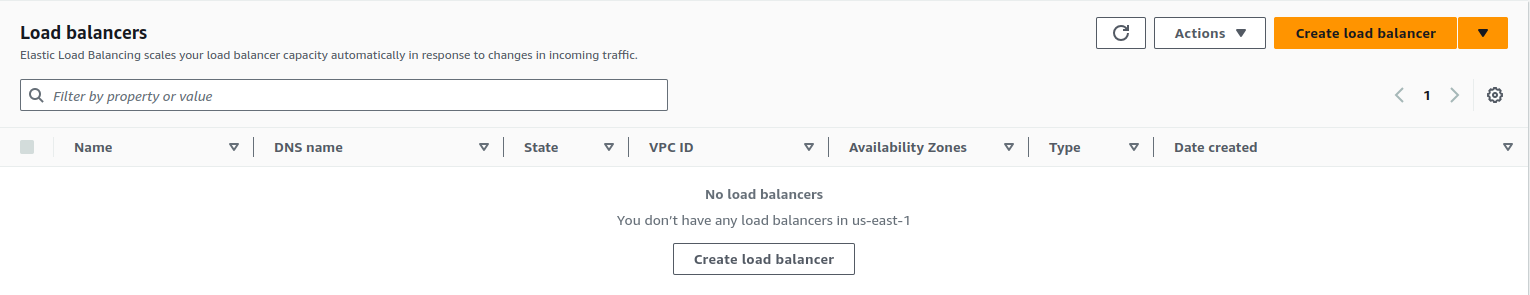 Load balancers
Elastic Load Balancing scales your load balancer capacity automatically in response to changes in incoming traffic.
Actions
Create load balancer
Filter by property or value
1
Name DNS name State VPC ID Availability Zones Type Date created
No load balancers
You don’t have any load balancers in us-east-1
Create load balancer